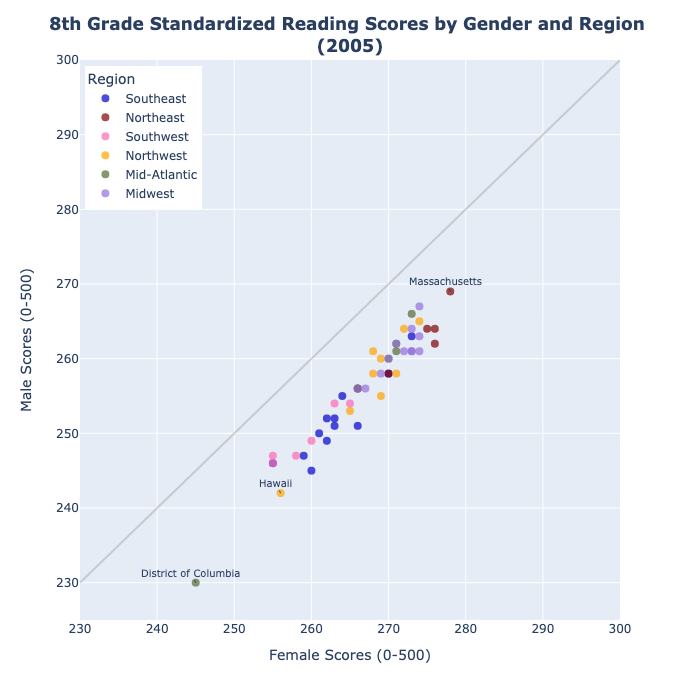 8th Grade Standardized Reading Scores by Gender and Region
(2005)
300
290
280
270
260
250
240
230
Male Scores (0-500)
Region
Southeast
Northeast
Southwest
Northwest
Mid-Atlantic
Midwest
Massachusetts
Hawaii
District of Columbia
230 240 250 260 270 280 290 300
Female Scores (0-500)